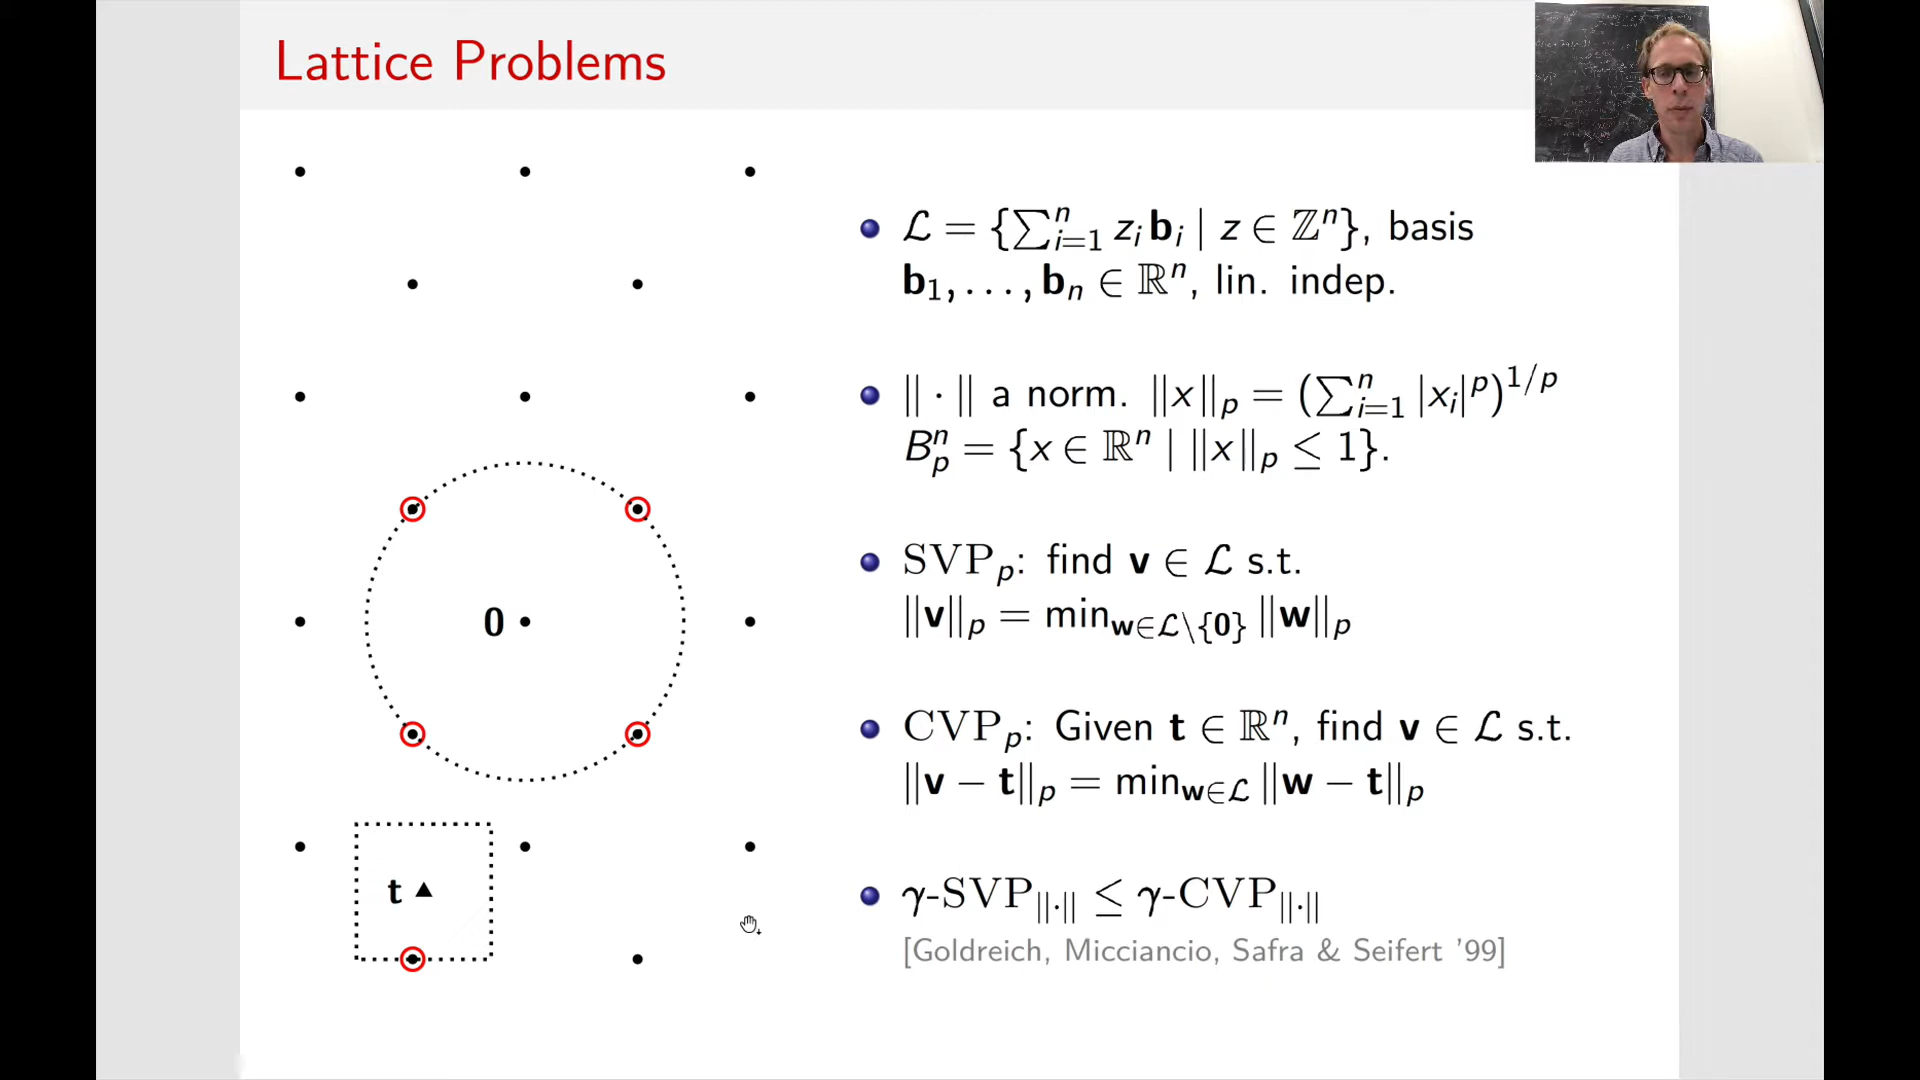 Lattice Problems
ℒ = {∑ⁿᵢ₌₁ zᵢ𝐛ᵢ | z ∈ ℤⁿ}, basis
𝐛₁, . . . , 𝐛ₙ ∈ ℝⁿ, lin. indep.
‖ · ‖ a norm. ‖x‖ₚ = (∑ⁿᵢ₌₁ |xᵢ|ᵖ)^{1/p}
Bⁿₚ = {x ∈ ℝⁿ | ‖x‖ₚ ≤ 1}.
SVPₚ: find 𝐯 ∈ ℒ s.t.
‖𝐯‖ₚ = min_{𝐰∈ℒ\{𝟎}} ‖𝐰‖ₚ
CVPₚ: Given 𝐭 ∈ ℝⁿ, find 𝐯 ∈ ℒ s.t.
‖𝐯 − 𝐭‖ₚ = min_{𝐰∈ℒ} ‖𝐰 − 𝐭‖ₚ
γ-SVP_{‖·‖} ≤ γ-CVP_{‖·‖}
[Goldreich, Micciancio, Safra & Seifert '99]
𝟎
𝐭